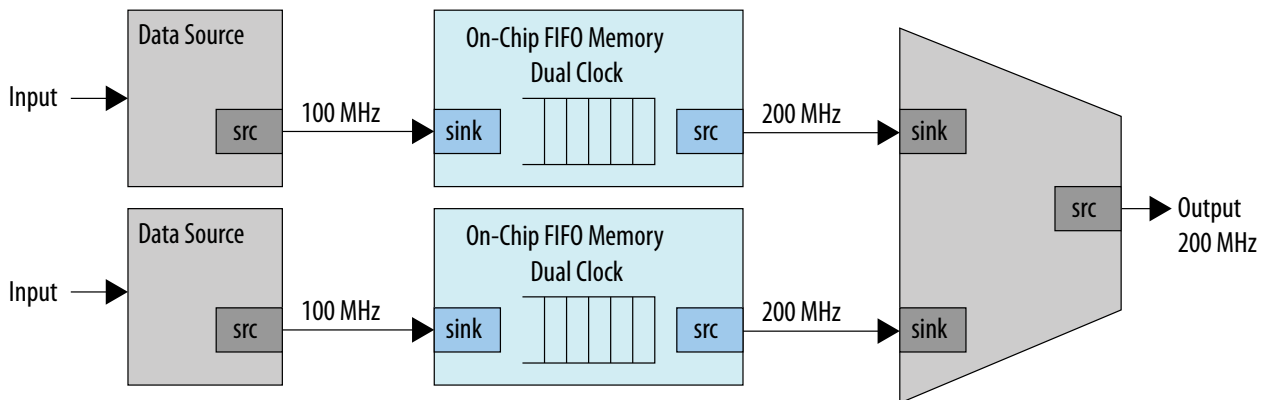 Data Source
Input
src
100 MHz
On-Chip FIFO Memory
Dual Clock
sink
src
200 MHz
sink
Data Source
Input
src
100 MHz
On-Chip FIFO Memory
Dual Clock
sink
src
200 MHz
sink
src
Output
200 MHz